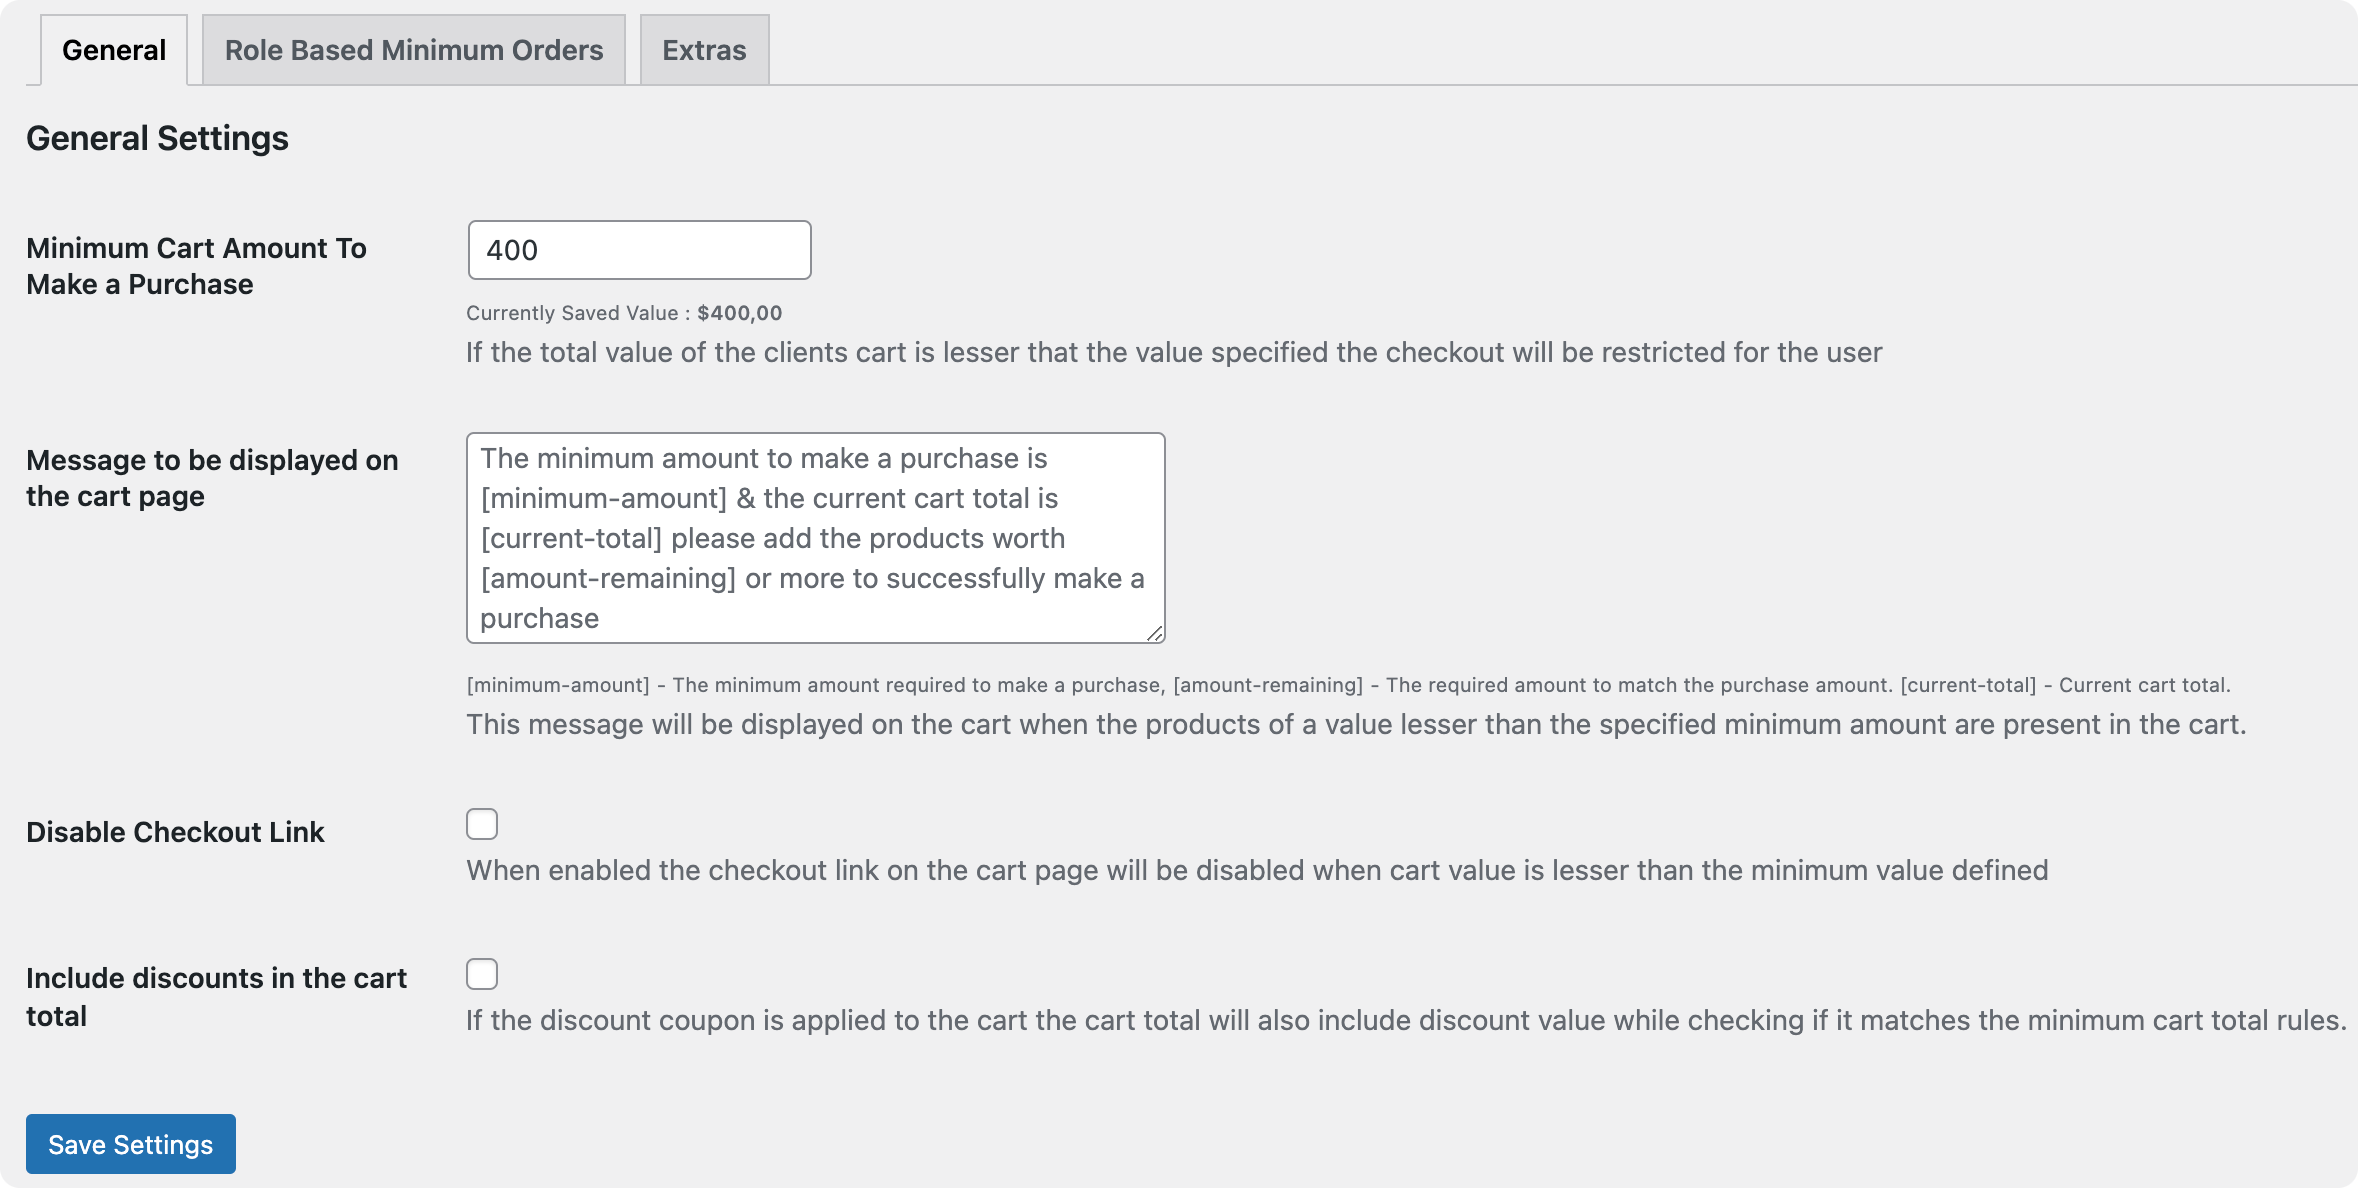 General
Role Based Minimum Orders
Extras
General Settings
Minimum Cart Amount To
Make a Purchase
400
Currently Saved Value : $400,00
If the total value of the clients cart is lesser that the value specified the checkout will be restricted for the user
Message to be displayed on
the cart page
The minimum amount to make a purchase is
[minimum-amount] & the current cart total is
[current-total] please add the products worth
[amount-remaining] or more to successfully make a
purchase
[minimum-amount] - The minimum amount required to make a purchase, [amount-remaining] - The required amount to match the purchase amount. [current-total] - Current cart total.
This message will be displayed on the cart when the products of a value lesser than the specified minimum amount are present in the cart.
Disable Checkout Link
When enabled the checkout link on the cart page will be disabled when cart value is lesser than the minimum value defined
Include discounts in the cart
total
If the discount coupon is applied to the cart the cart total will also include discount value while checking if it matches the minimum cart total rules.
Save Settings